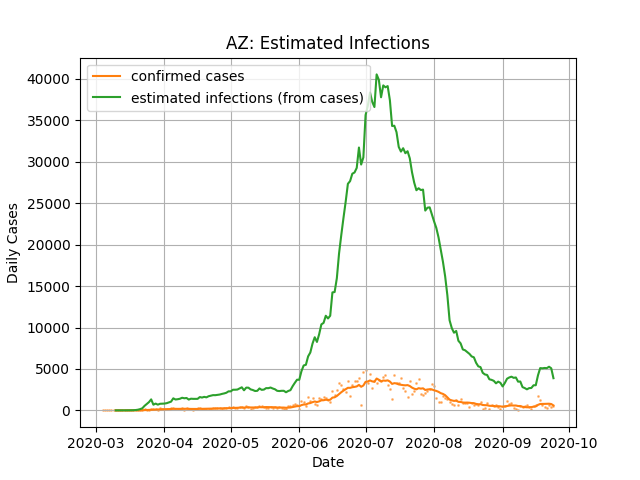 AZ: Estimated Infections
confirmed cases
estimated infections (from cases)
40000
35000
30000
25000
20000
15000
10000
5000
0
Daily Cases
2020-03 2020-04 2020-05 2020-06 2020-07 2020-08 2020-09 2020-10
Date